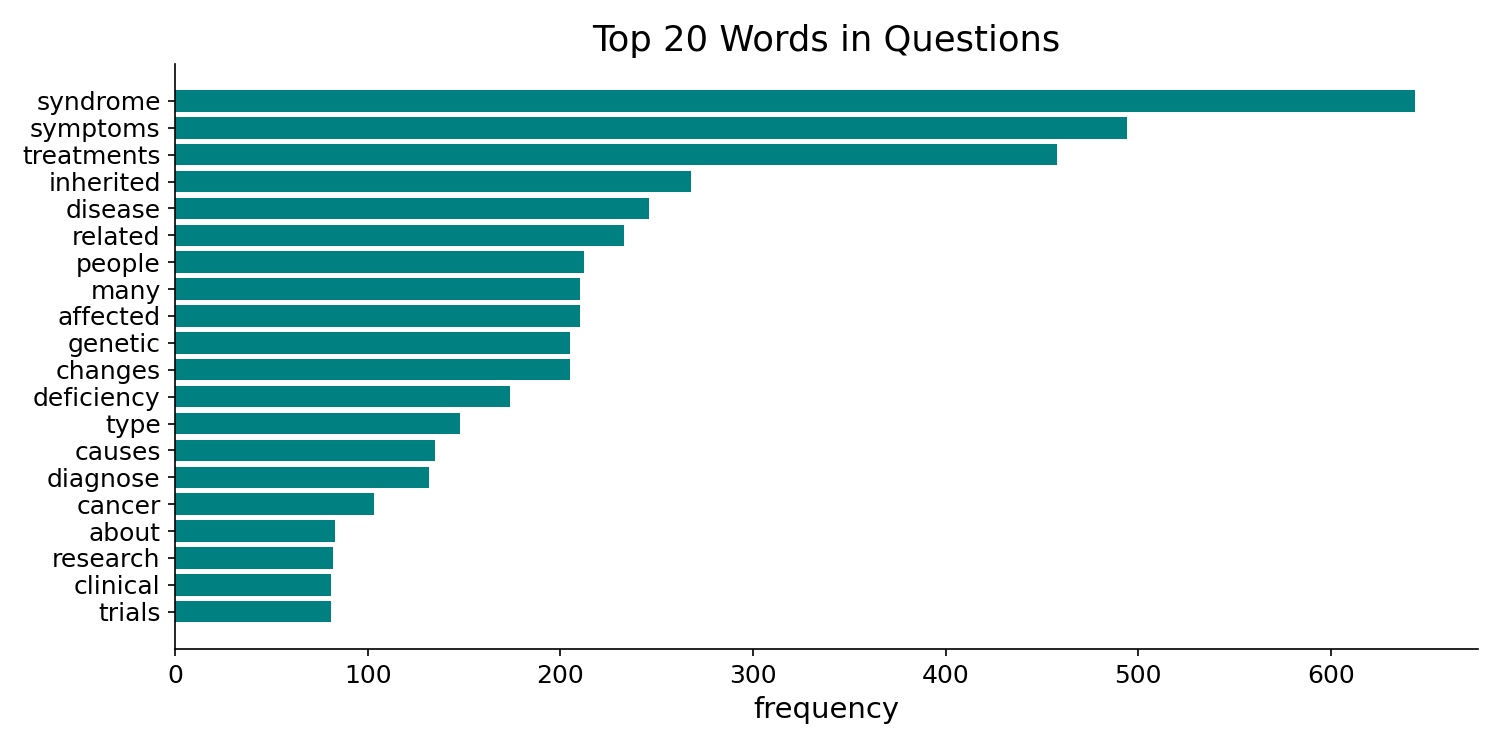 Top 20 Words in Questions
syndrome
symptoms
treatments
inherited
disease
related
people
many
affected
genetic
changes
deficiency
type
causes
diagnose
cancer
about
research
clinical
trials
0 100 200 300 400 500 600
frequency